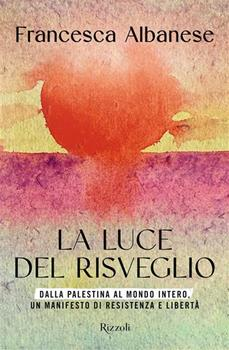 Francesca Albanese
LA LUCE
DEL RISVEGLIO
DALLA PALESTINA AL MONDO INTERO,
UN MANIFESTO DI RESISTENZA E LIBERTÀ
Rizzoli